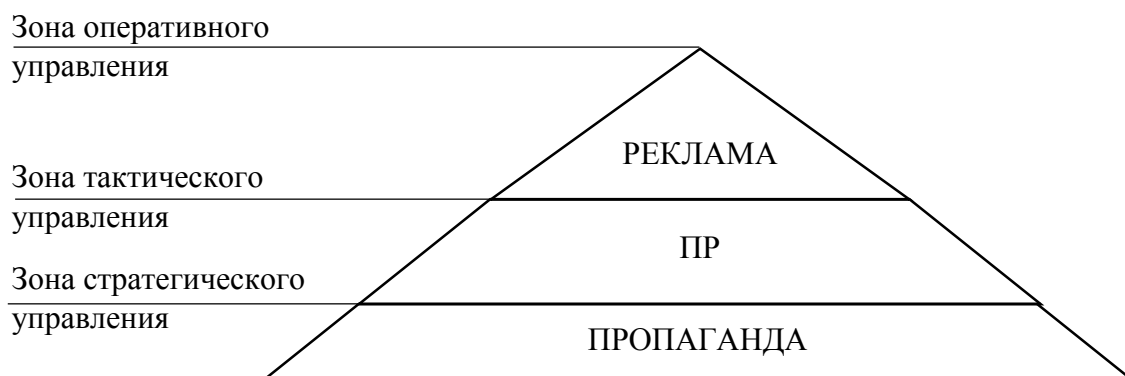 Зона оперативного
управления
РЕКЛАМА
Зона тактического
управления
ПР
Зона стратегического
управления
ПРОПАГАНДА